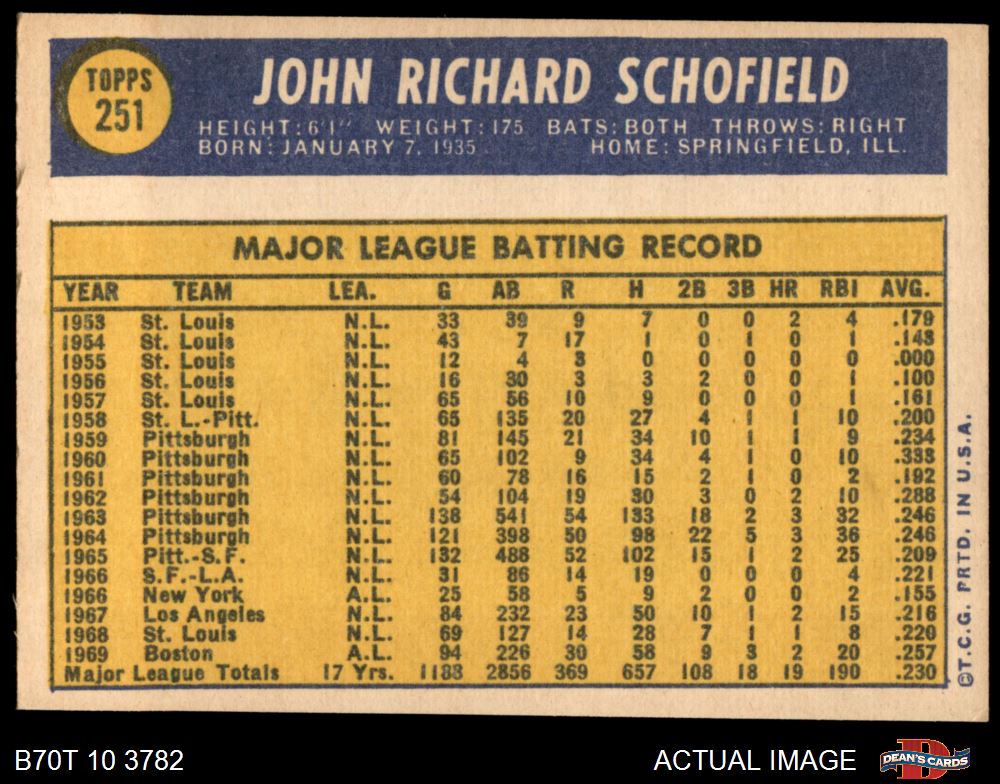 TOPPS
251
JOHN RICHARD SCHOFIELD
HEIGHT: 6'1" WEIGHT: 175 BATS: BOTH THROWS: RIGHT
BORN: JANUARY 7, 1935 HOME: SPRINGFIELD, ILL.
MAJOR LEAGUE BATTING RECORD
YEAR TEAM LEA. G AB R H 2B 3B HR RBI AVG.
1953 St. Louis N.L. 33 39 9 7 0 0 2 4 .179
1954 St. Louis N.L. 43 7 17 1 0 1 0 1 .143
1955 St. Louis N.L. 12 4 3 0 0 0 0 0 .000
1956 St. Louis N.L. 16 30 3 3 2 0 0 1 .100
1957 St. Louis N.L. 65 56 10 9 0 0 0 1 .161
1958 St. L.-Pitt. N.L. 65 135 20 27 4 1 1 10 .200
1959 Pittsburgh N.L. 81 145 21 34 10 1 1 9 .234
1960 Pittsburgh N.L. 65 102 9 34 4 1 0 10 .333
1961 Pittsburgh N.L. 60 78 16 15 2 1 0 2 .192
1962 Pittsburgh N.L. 54 104 19 30 3 0 2 10 .288
1963 Pittsburgh N.L. 138 541 54 133 18 2 3 32 .246
1964 Pittsburgh N.L. 121 398 50 98 22 5 3 36 .246
1965 Pitt.-S.F. N.L. 132 488 52 102 15 1 2 25 .209
1966 S.F.-L.A. N.L. 31 86 14 19 0 0 0 4 .221
1966 New York A.L. 25 58 5 9 2 0 0 2 .155
1967 Los Angeles N.L. 84 232 23 50 10 1 2 15 .216
1968 St. Louis N.L. 69 127 14 28 7 1 1 8 .220
1969 Boston A.L. 94 226 30 58 9 3 2 20 .257
Major League Totals 17 Yrs. 1188 2856 369 657 108 18 19 190 .230
©T.C.G. PRTD. IN U.S.A.
B70T 10 3782
ACTUAL IMAGE
D
DEAN'S CARDS